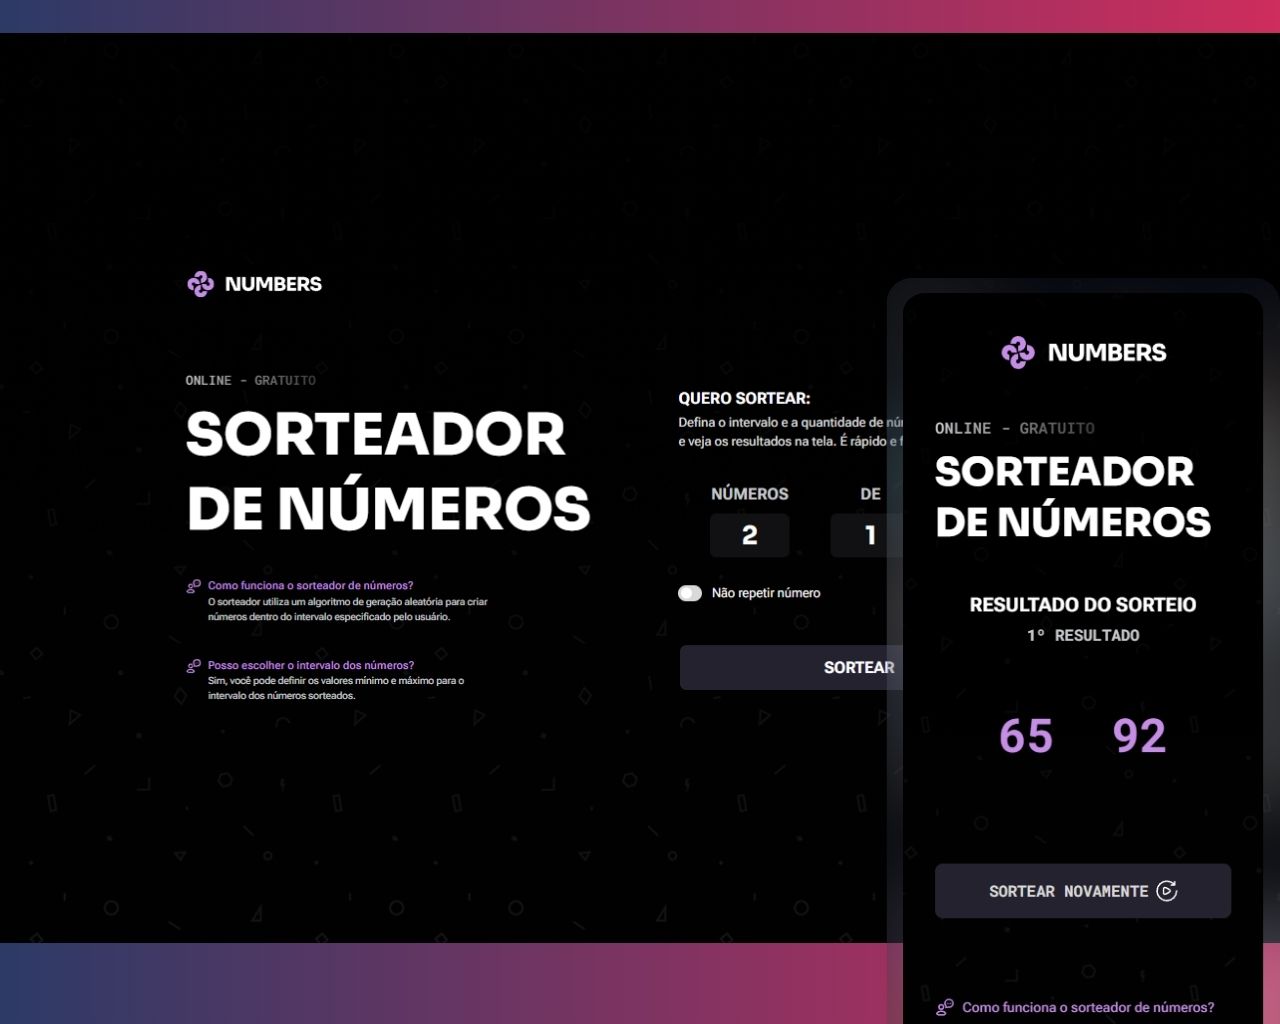 NUMBERS
ONLINE - GRATUITO
SORTEADOR
DE NÚMEROS
Como funciona o sorteador de números?
O sorteador utiliza um algoritmo de geração aleatória para criar
números dentro do intervalo especificado pelo usuário.
Posso escolher o intervalo dos números?
Sim, você pode definir os valores mínimo e máximo para o
intervalo dos números sorteados.
QUERO SORTEAR:
Defina o intervalo e a quantidade de
e veja os resultados na tela. É rápido e
NÚMEROS DE
2 1
Não repetir número
SORTEAR
NUMBERS
ONLINE - GRATUITO
SORTEADOR
DE NÚMEROS
RESULTADO DO SORTEIO
1º RESULTADO
65 92
SORTEAR NOVAMENTE
Como funciona o sorteador de números?